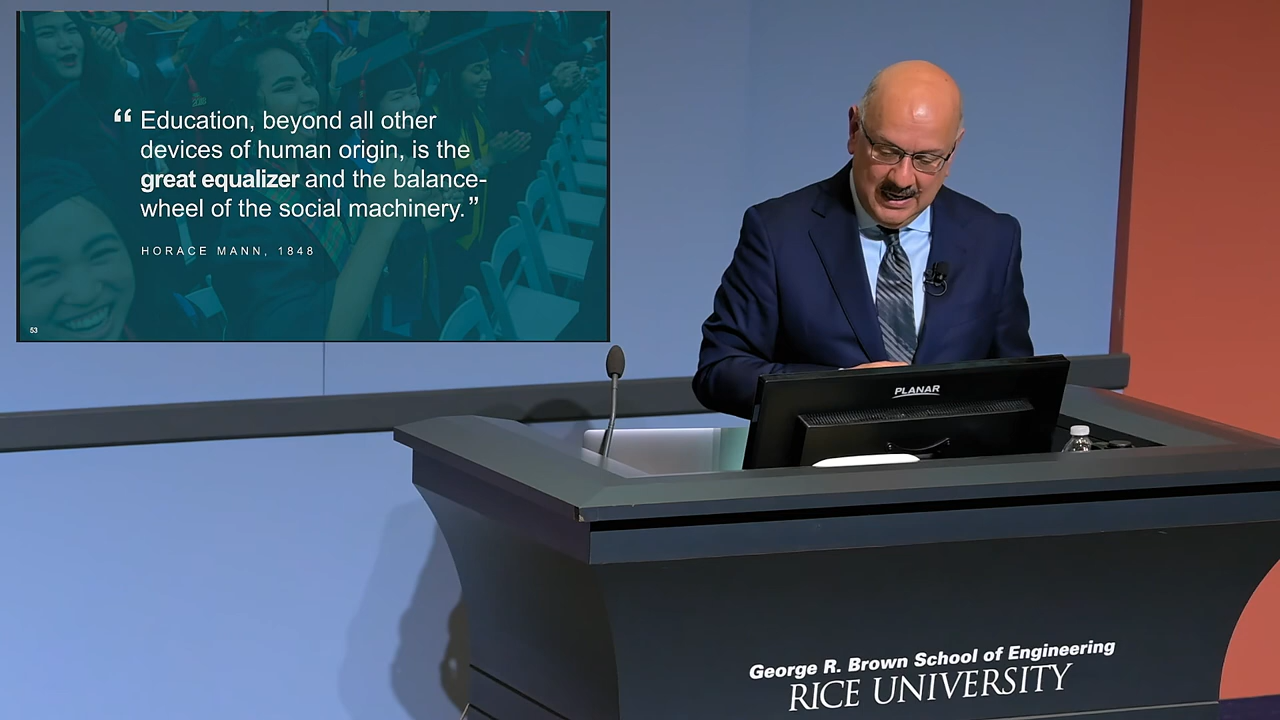 “ Education, beyond all other
devices of human origin, is the
great equalizer and the balance-
wheel of the social machinery.”
HORACE MANN, 1848
53
PLANAR
George R. Brown School of Engineering
RICE UNIVERSITY